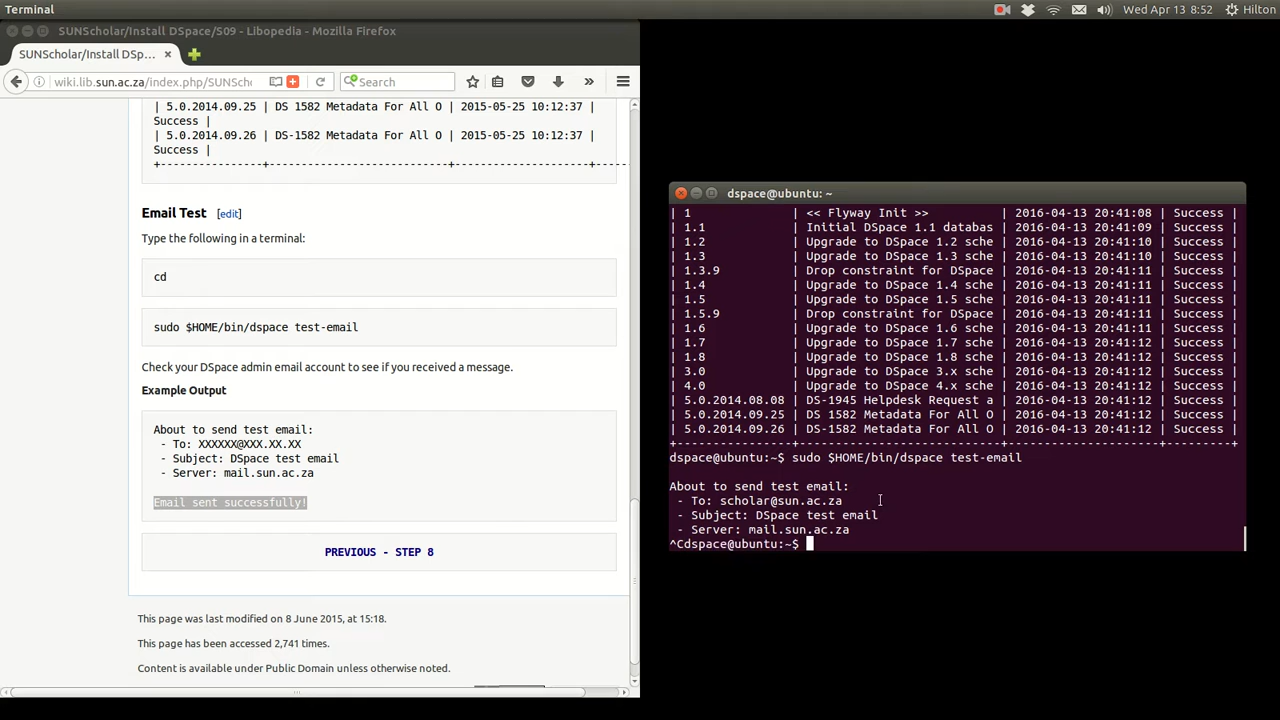 Terminal
Wed Apr 13 8:52
Hilton
SUNScholar/Install DSpace/S09 - Libopedia - Mozilla Firefox
SUNScholar/Install DSp... ×
wiki.lib.sun.ac.za/index.php/SUNScho
Search
| 5.0.2014.09.25 | DS 1582 Metadata For All O | 2015-05-25 10:12:37 |
Success |
| 5.0.2014.09.26 | DS-1582 Metadata For All O | 2015-05-25 10:12:37 |
Success |
+----------------+----------------------------+---------------------+-----
Email Test [edit]
Type the following in a terminal:
cd
sudo $HOME/bin/dspace test-email
Check your DSpace admin email account to see if you received a message.
Example Output
About to send test email:
- To: XXXXXX@XXX.XX.XX
- Subject: DSpace test email
- Server: mail.sun.ac.za
Email sent successfully!
PREVIOUS - STEP 8
This page was last modified on 8 June 2015, at 15:18.
This page has been accessed 2,741 times.
Content is available under Public Domain unless otherwise noted.
dspace@ubuntu: ~
| 1 | << Flyway Init >> | 2016-04-13 20:41:08 | Success |
| 1.1 | Initial DSpace 1.1 databas | 2016-04-13 20:41:09 | Success |
| 1.2 | Upgrade to DSpace 1.2 sche | 2016-04-13 20:41:10 | Success |
| 1.3 | Upgrade to DSpace 1.3 sche | 2016-04-13 20:41:10 | Success |
| 1.3.9 | Drop constraint for DSpace | 2016-04-13 20:41:11 | Success |
| 1.4 | Upgrade to DSpace 1.4 sche | 2016-04-13 20:41:11 | Success |
| 1.5 | Upgrade to DSpace 1.5 sche | 2016-04-13 20:41:11 | Success |
| 1.5.9 | Drop constraint for DSpace | 2016-04-13 20:41:11 | Success |
| 1.6 | Upgrade to DSpace 1.6 sche | 2016-04-13 20:41:11 | Success |
| 1.7 | Upgrade to DSpace 1.7 sche | 2016-04-13 20:41:12 | Success |
| 1.8 | Upgrade to DSpace 1.8 sche | 2016-04-13 20:41:12 | Success |
| 3.0 | Upgrade to DSpace 3.x sche | 2016-04-13 20:41:12 | Success |
| 4.0 | Upgrade to DSpace 4.x sche | 2016-04-13 20:41:12 | Success |
| 5.0.2014.08.08 | DS-1945 Helpdesk Request a | 2016-04-13 20:41:12 | Success |
| 5.0.2014.09.25 | DS 1582 Metadata For All O | 2016-04-13 20:41:12 | Success |
| 5.0.2014.09.26 | DS-1582 Metadata For All O | 2016-04-13 20:41:12 | Success |
+----------------+----------------------------+---------------------+---------+
dspace@ubuntu:~$ sudo $HOME/bin/dspace test-email
About to send test email:
- To: scholar@sun.ac.za
- Subject: DSpace test email
- Server: mail.sun.ac.za
^Cdspace@ubuntu:~$